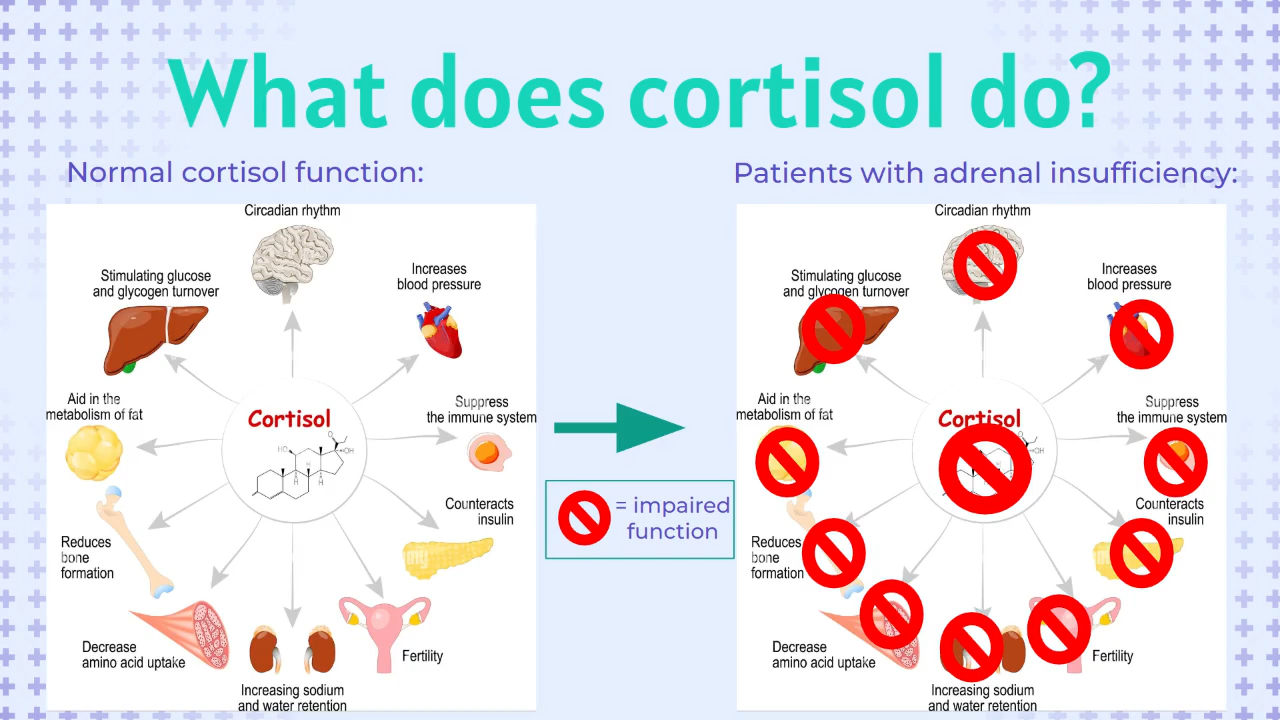 What does cortisol do?
Normal cortisol function:
Circadian rhythm
Stimulating glucose
and glycogen turnover
Increases
blood pressure
Aid in the
metabolism of fat
Cortisol
Suppress
the immune system
HO
OH
OH
O
H
H
H
Counteracts
insulin
Reduces
bone
formation
Decrease
amino acid uptake
Fertility
Increasing sodium
and water retention
= impaired
function
Patients with adrenal insufficiency:
Circadian rhythm
Stimulating glucose
and glycogen turnover
Increases
blood pressure
Aid in the
metabolism of fat
Cortisol
Suppress
the immune system
OH
Counteracts
insulin
Reduces
bone
formation
Decrease
amino acid uptake
Fertility
Increasing sodium
and water retention